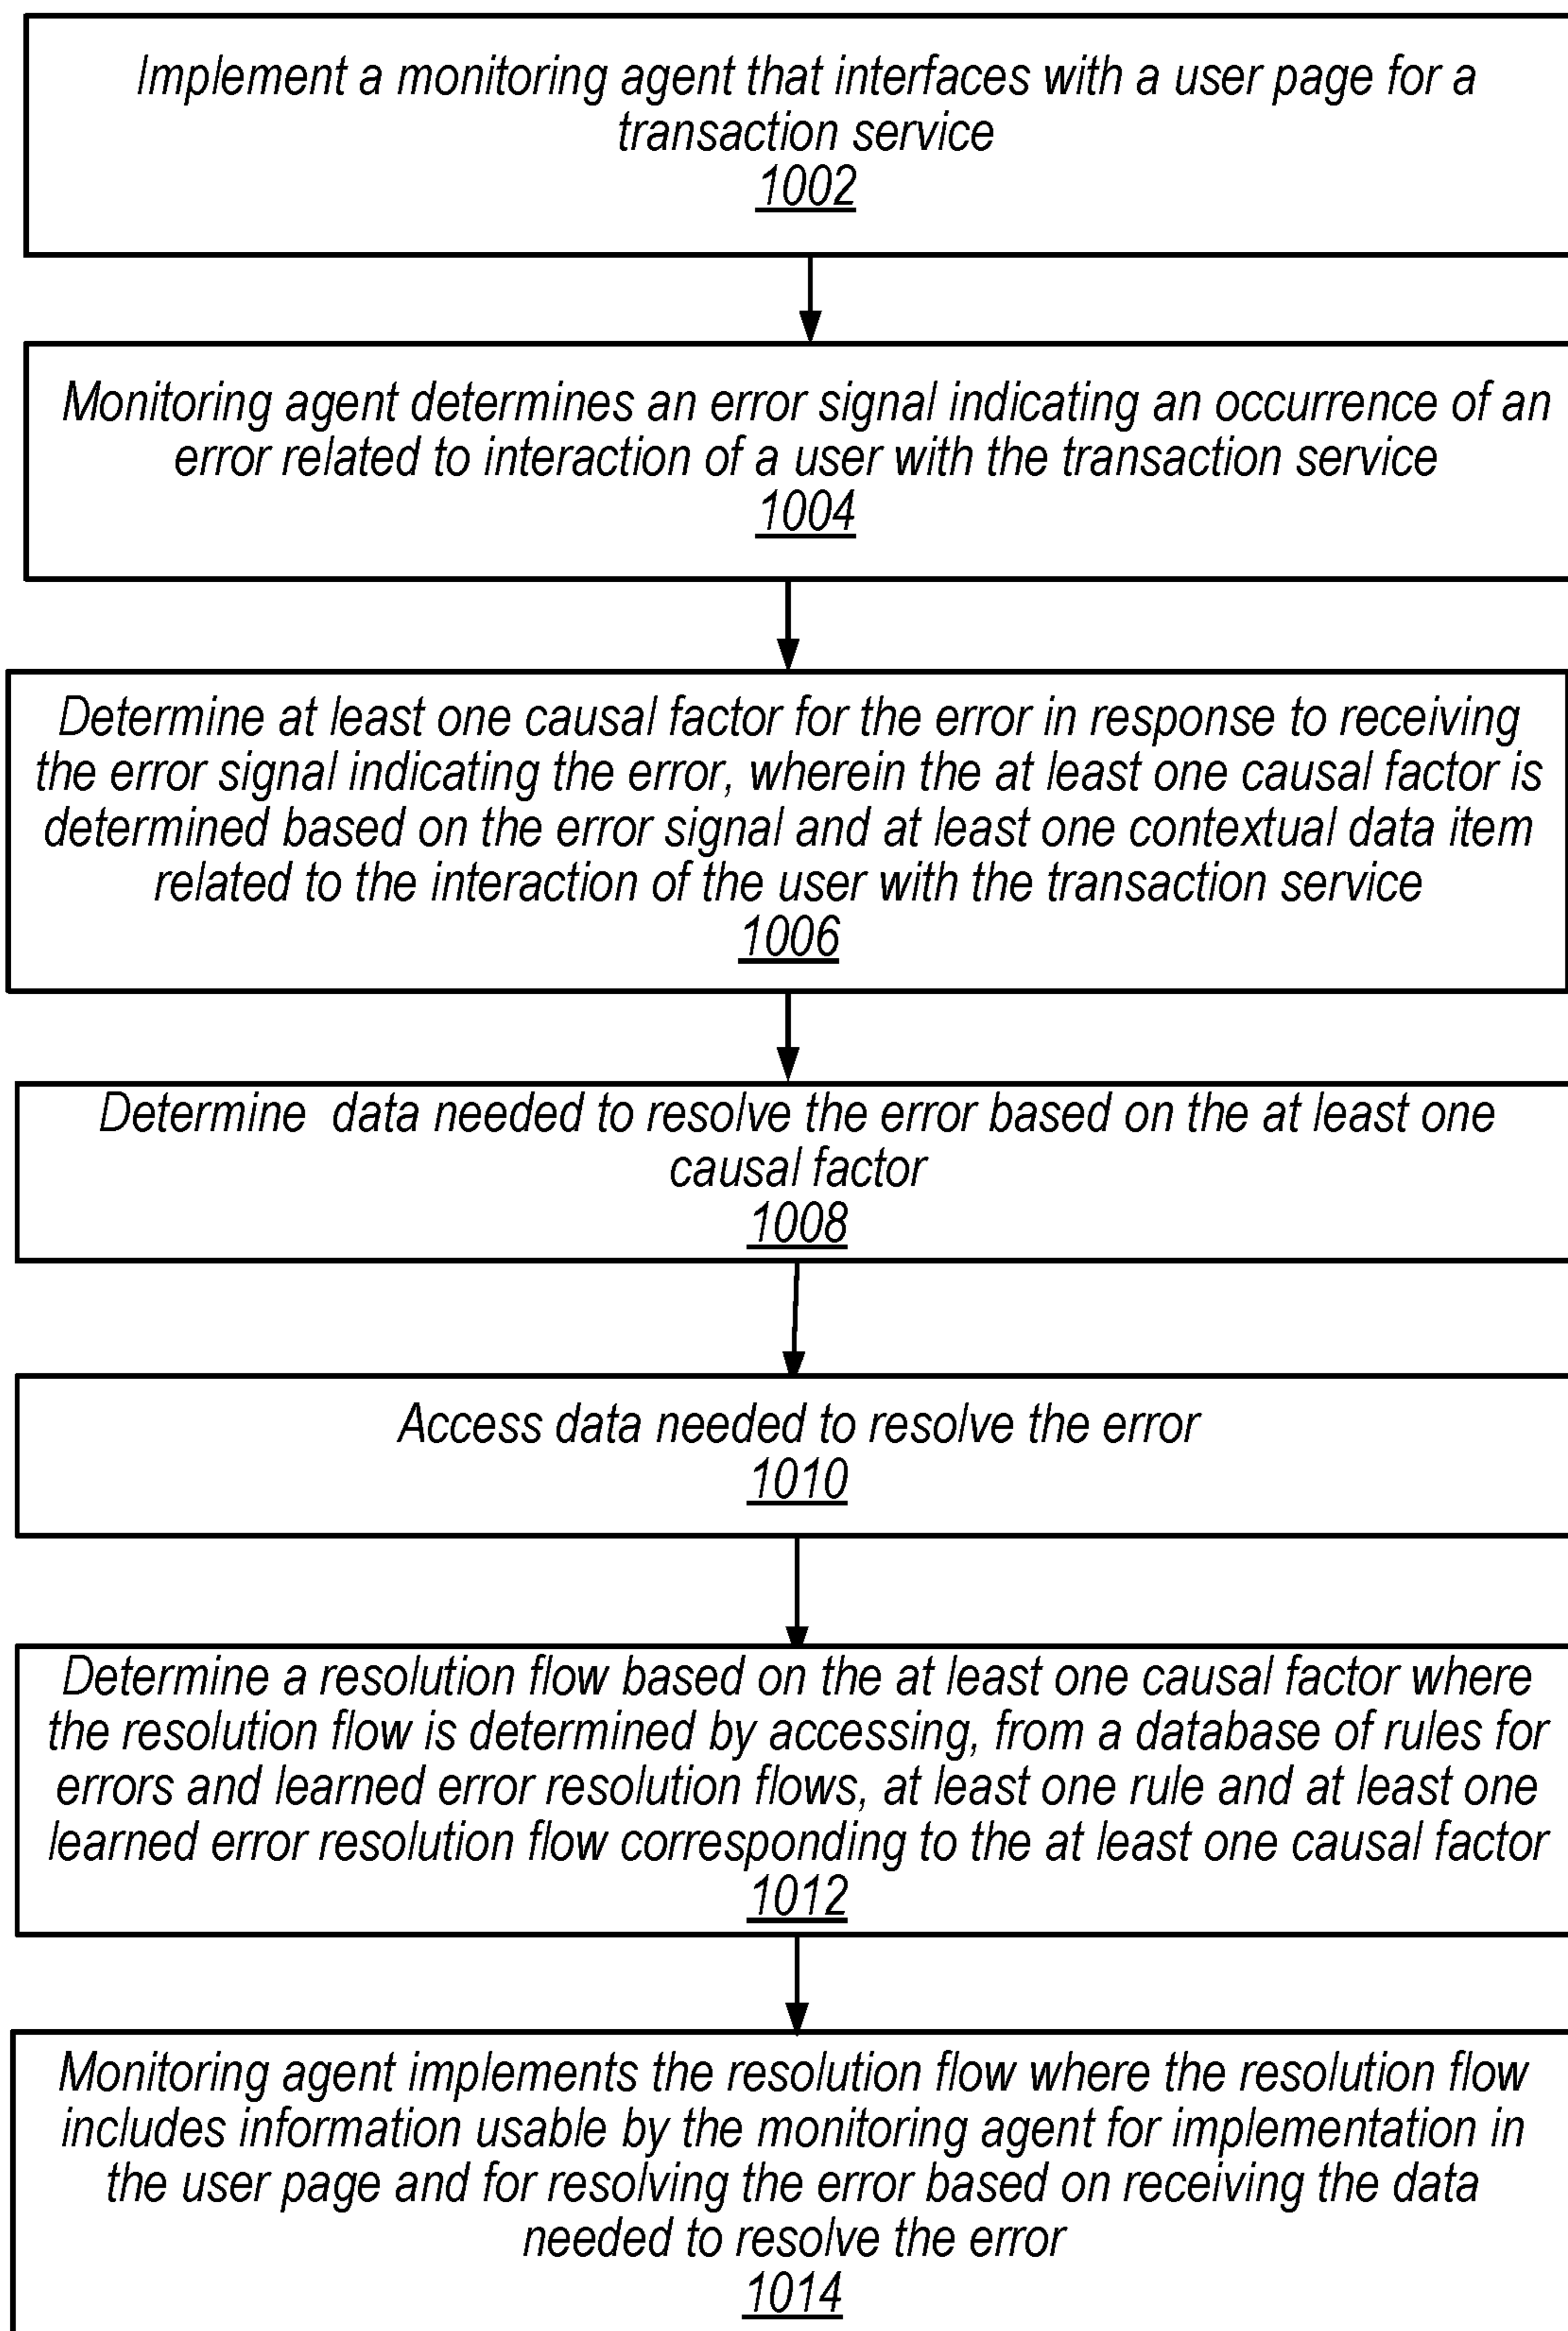 Implement a monitoring agent that interfaces with a user page for a
transaction service
1002
Monitoring agent determines an error signal indicating an occurrence of an
error related to interaction of a user with the transaction service
1004
Determine at least one causal factor for the error in response to receiving
the error signal indicating the error, wherein the at least one causal factor is
determined based on the error signal and at least one contextual data item
related to the interaction of the user with the transaction service
1006
Determine  data needed to resolve the error based on the at least one
causal factor
1008
Access data needed to resolve the error
1010
Determine a resolution flow based on the at least one causal factor where
the resolution flow is determined by accessing, from a database of rules for
errors and learned error resolution flows, at least one rule and at least one
learned error resolution flow corresponding to the at least one causal factor
1012
Monitoring agent implements the resolution flow where the resolution flow
includes information usable by the monitoring agent for implementation in
the user page and for resolving the error based on receiving the data
needed to resolve the error
1014